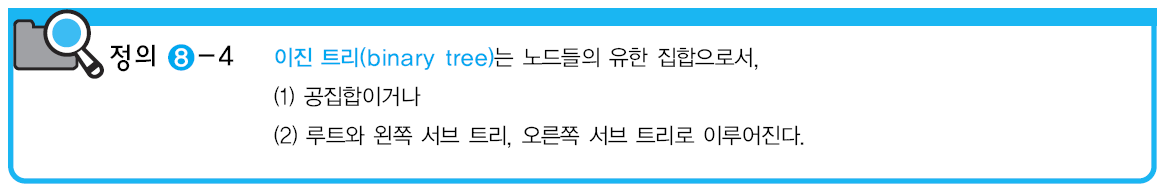 정의 8-4 이진 트리(binary tree)는 노드들의 유한 집합으로서,
(1) 공집합이거나
(2) 루트와 왼쪽 서브 트리, 오른쪽 서브 트리로 이루어진다.